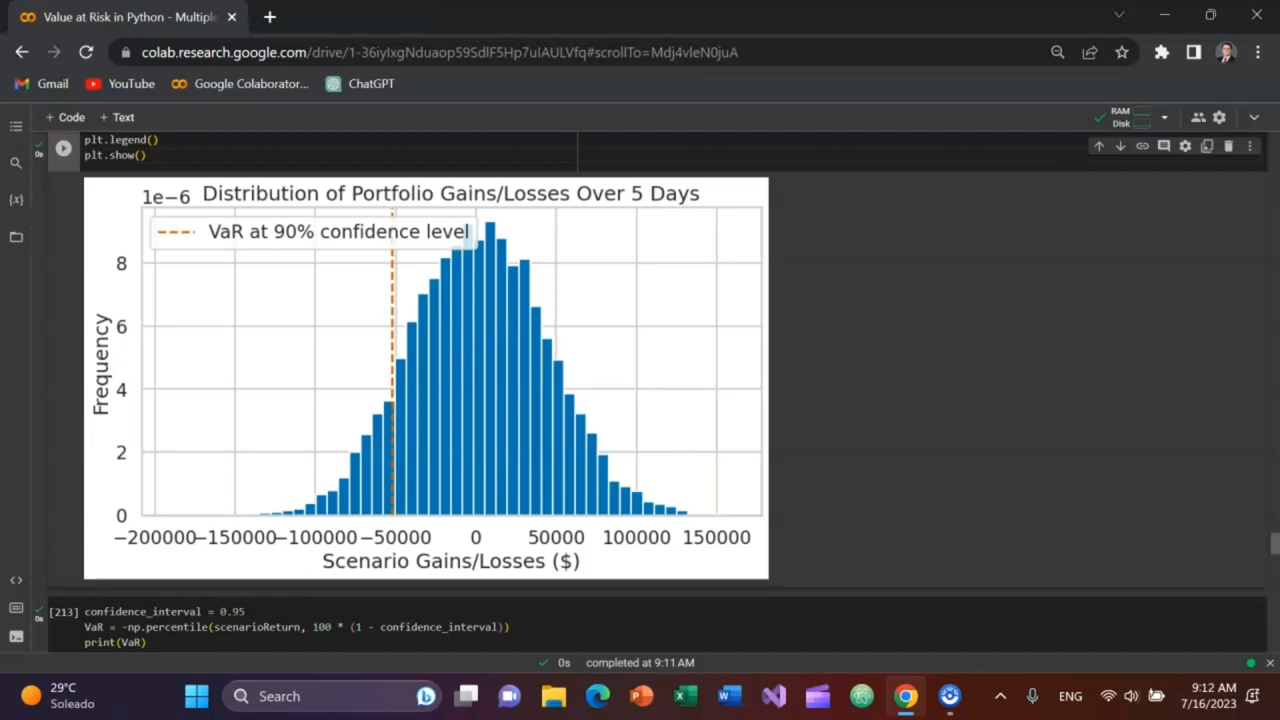 Value at Risk in Python - Multiple
colab.research.google.com/drive/1-36iyIxgNduaop59SdlF5Hp7uIAULVfq#scrollTo=Mdj4vleN0juA
Gmail YouTube Google Colaborator... ChatGPT
+ Code + Text
RAM
Disk
plt.legend()
plt.show()
0s
1e−6 Distribution of Portfolio Gains/Losses Over 5 Days
VaR at 90% confidence level
8
6
4
2
0
Frequency
−200000 −150000 −100000 −50000 0 50000 100000 150000
Scenario Gains/Losses ($)
[213] confidence_interval = 0.95
0s
VaR = -np.percentile(scenarioReturn, 100 * (1 - confidence_interval))
print(VaR)
0s completed at 9:11 AM
29°C
Soleado
Search
ENG
9:12 AM
7/16/2023